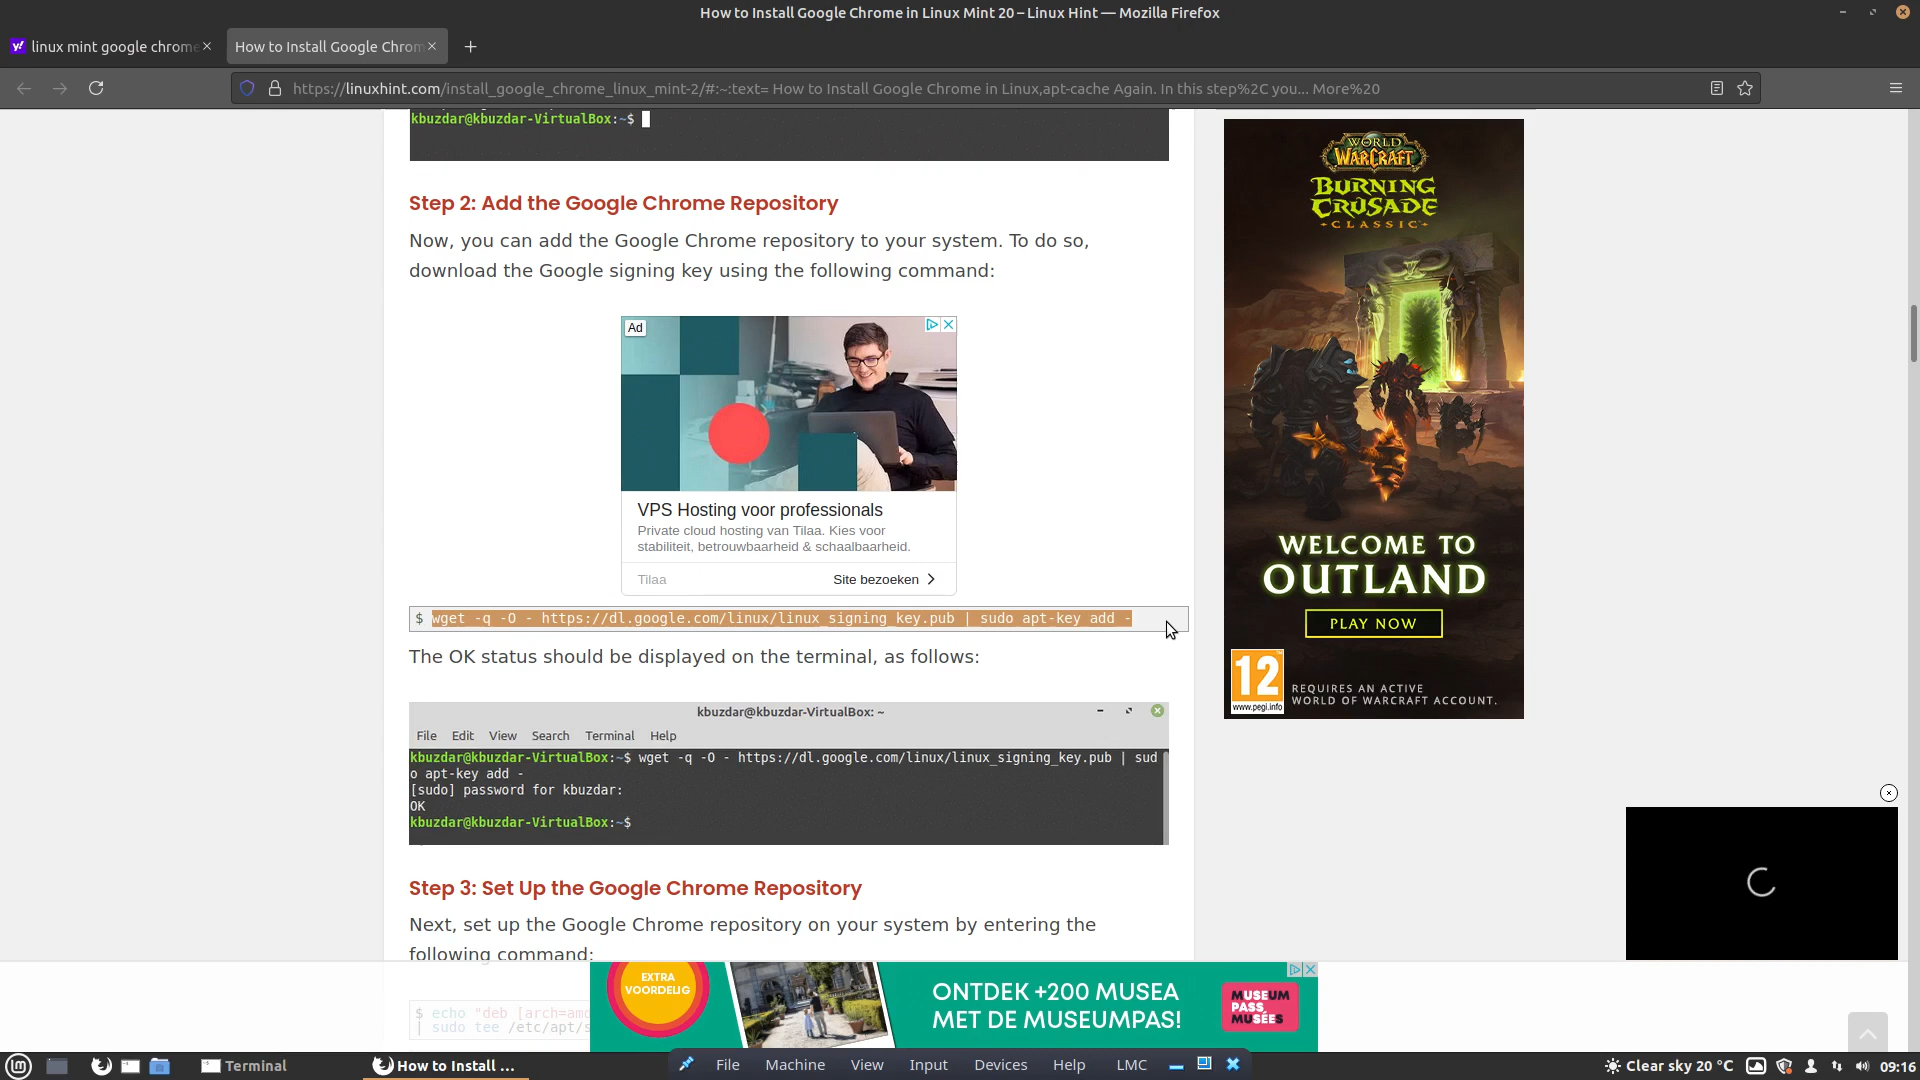 How to Install Google Chrome in Linux Mint 20 – Linux Hint — Mozilla Firefox
linux mint google chrome
How to Install Google Chrom
https://linuxhint.com/install_google_chrome_linux_mint-2/#:~:text= How to Install Google Chrome in Linux,apt-cache Again. In this step%2C you... More%20
kbuzdar@kbuzdar-VirtualBox:~$
Step 2: Add the Google Chrome Repository
Now, you can add the Google Chrome repository to your system. To do so,
download the Google signing key using the following command:
Ad
VPS Hosting voor professionals
Private cloud hosting van Tilaa. Kies voor
stabiliteit, betrouwbaarheid & schaalbaarheid.
Tilaa
Site bezoeken
$ wget -q -O - https://dl.google.com/linux/linux_signing_key.pub | sudo apt-key add -
The OK status should be displayed on the terminal, as follows:
kbuzdar@kbuzdar-VirtualBox: ~
File Edit View Search Terminal Help
kbuzdar@kbuzdar-VirtualBox:~$ wget -q -O - https://dl.google.com/linux/linux_signing_key.pub | sud
o apt-key add -
[sudo] password for kbuzdar:
OK
kbuzdar@kbuzdar-VirtualBox:~$
Step 3: Set Up the Google Chrome Repository
Next, set up the Google Chrome repository on your system by entering the
following command:
$ echo "deb [arch=amd
| sudo tee /etc/apt/s
WORLD OF WARCRAFT
BURNING
CRUSADE
CLASSIC
WELCOME TO
OUTLAND
PLAY NOW
12
www.pegi.info
REQUIRES AN ACTIVE
WORLD OF WARCRAFT ACCOUNT.
EXTRA
VOORDELIG
ONTDEK +200 MUSEA
MET DE MUSEUMPAS!
MUSEUM
PASS
MUSÉES
Terminal
How to Install ...
File Machine View Input Devices Help LMC
Clear sky 20 °C
09:16